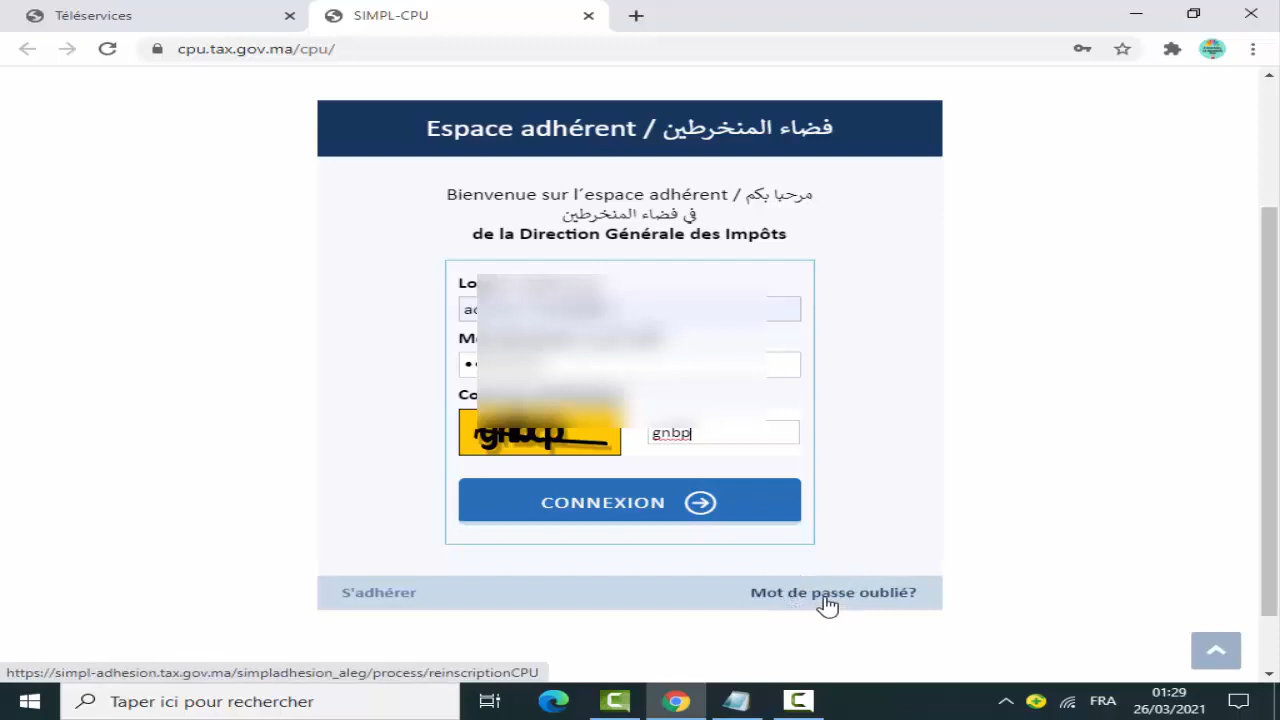 Téléservices
SIMPL-CPU
cpu.tax.gov.ma/cpu/
Espace adhérent / فضاء المنخرطين
Bienvenue sur l´espace adhérent / مرحبا بكم
في فضاء المنخرطين
de la Direction Générale des Impôts
gnbp
CONNEXION
S'adhérer
Mot de passe oublié?
https://simpl-adhesion.tax.gov.ma/simpladhesion_aleg/process/reinscriptionCPU
Taper ici pour rechercher
FRA
01:29
26/03/2021